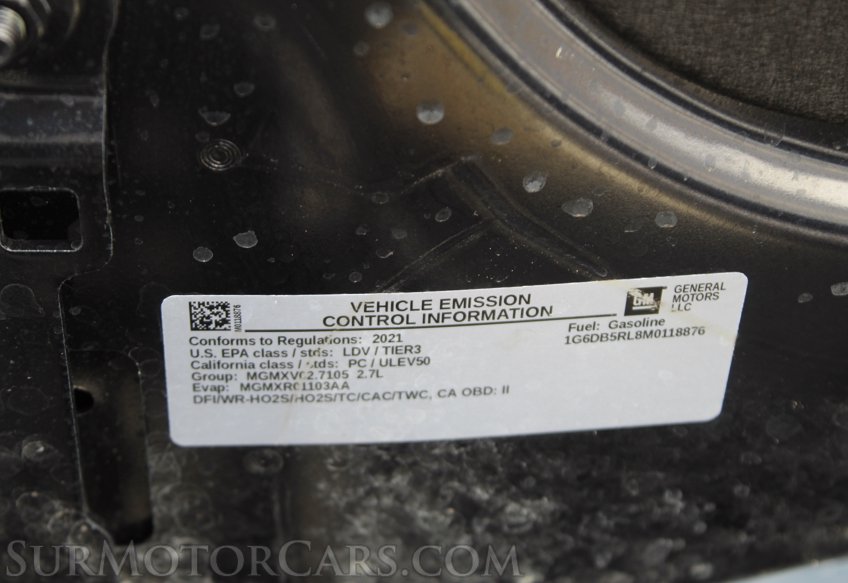 M0118876
VEHICLE EMISSION
CONTROL INFORMATION
GM
GENERAL
MOTORS
LLC
Conforms to Regulations: 2021
Fuel: Gasoline
U.S. EPA class / stds: LDV / TIER3
1G6DB5RL8M0118876
California class / stds: PC / ULEV50
Group: MGMXV02.7105 2.7L
Evap: MGMXR01103AA
DFI/WR-HO2S/HO2S/TC/CAC/TWC, CA OBD: II
SurMotorCars.com